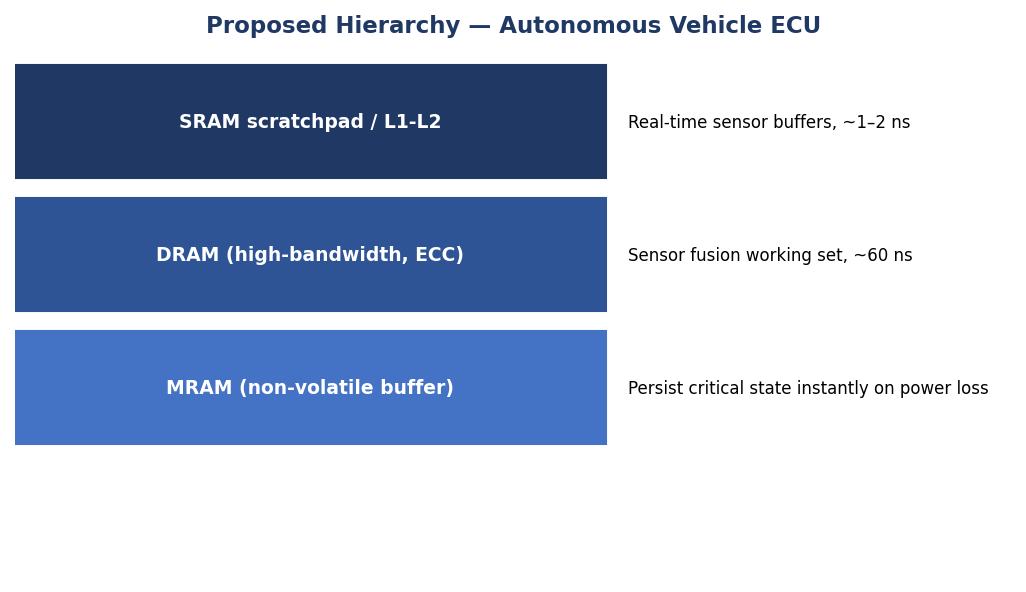 Proposed Hierarchy — Autonomous Vehicle ECU
SRAM scratchpad / L1-L2
Real-time sensor buffers, ~1–2 ns
DRAM (high-bandwidth, ECC)
Sensor fusion working set, ~60 ns
MRAM (non-volatile buffer)
Persist critical state instantly on power loss